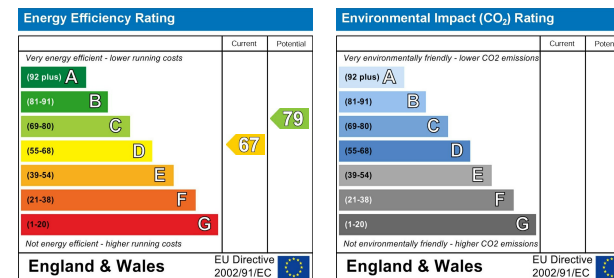 Energy Efficiency Rating
Current Potential
Very energy efficient - lower running costs
(92 plus) A
(81-91) B
(69-80) C
(55-68) D
(39-54) E
(21-38) F
(1-20) G
67
79
Not energy efficient - higher running costs
England & Wales
EU Directive
2002/91/EC
Environmental Impact (CO2) Rating
Current Poten
Very environmentally friendly - lower CO2 emissions
(92 plus) A
(81-91) B
(69-80) C
(55-68) D
(39-54) E
(21-38) F
(1-20) G
Not environmentally friendly - higher CO2 emissions
England & Wales
EU Directive
2002/91/EC